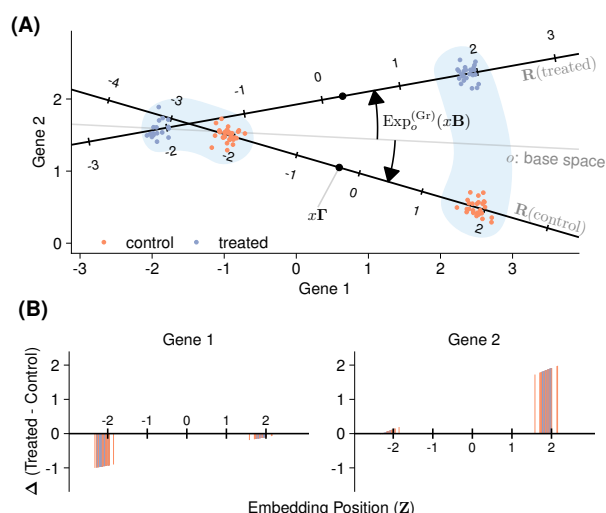 (A)
-4
-3
-2
-1
0
1
2
-3
-2
-1
0
1
2
3
R(treated)
Exp_o^(Gr)(xB)
o: base space
R(control)
xΓ
control
treated
Gene 2
0
1
2
-3 -2 -1 0 1 2 3
Gene 1
(B)
Gene 1
Gene 2
Δ (Treated - Control)
2
1
0
-1
-2 -1 0 1 2
2
1
0
-1
-2 -1 0 1 2
Embedding Position (Z)